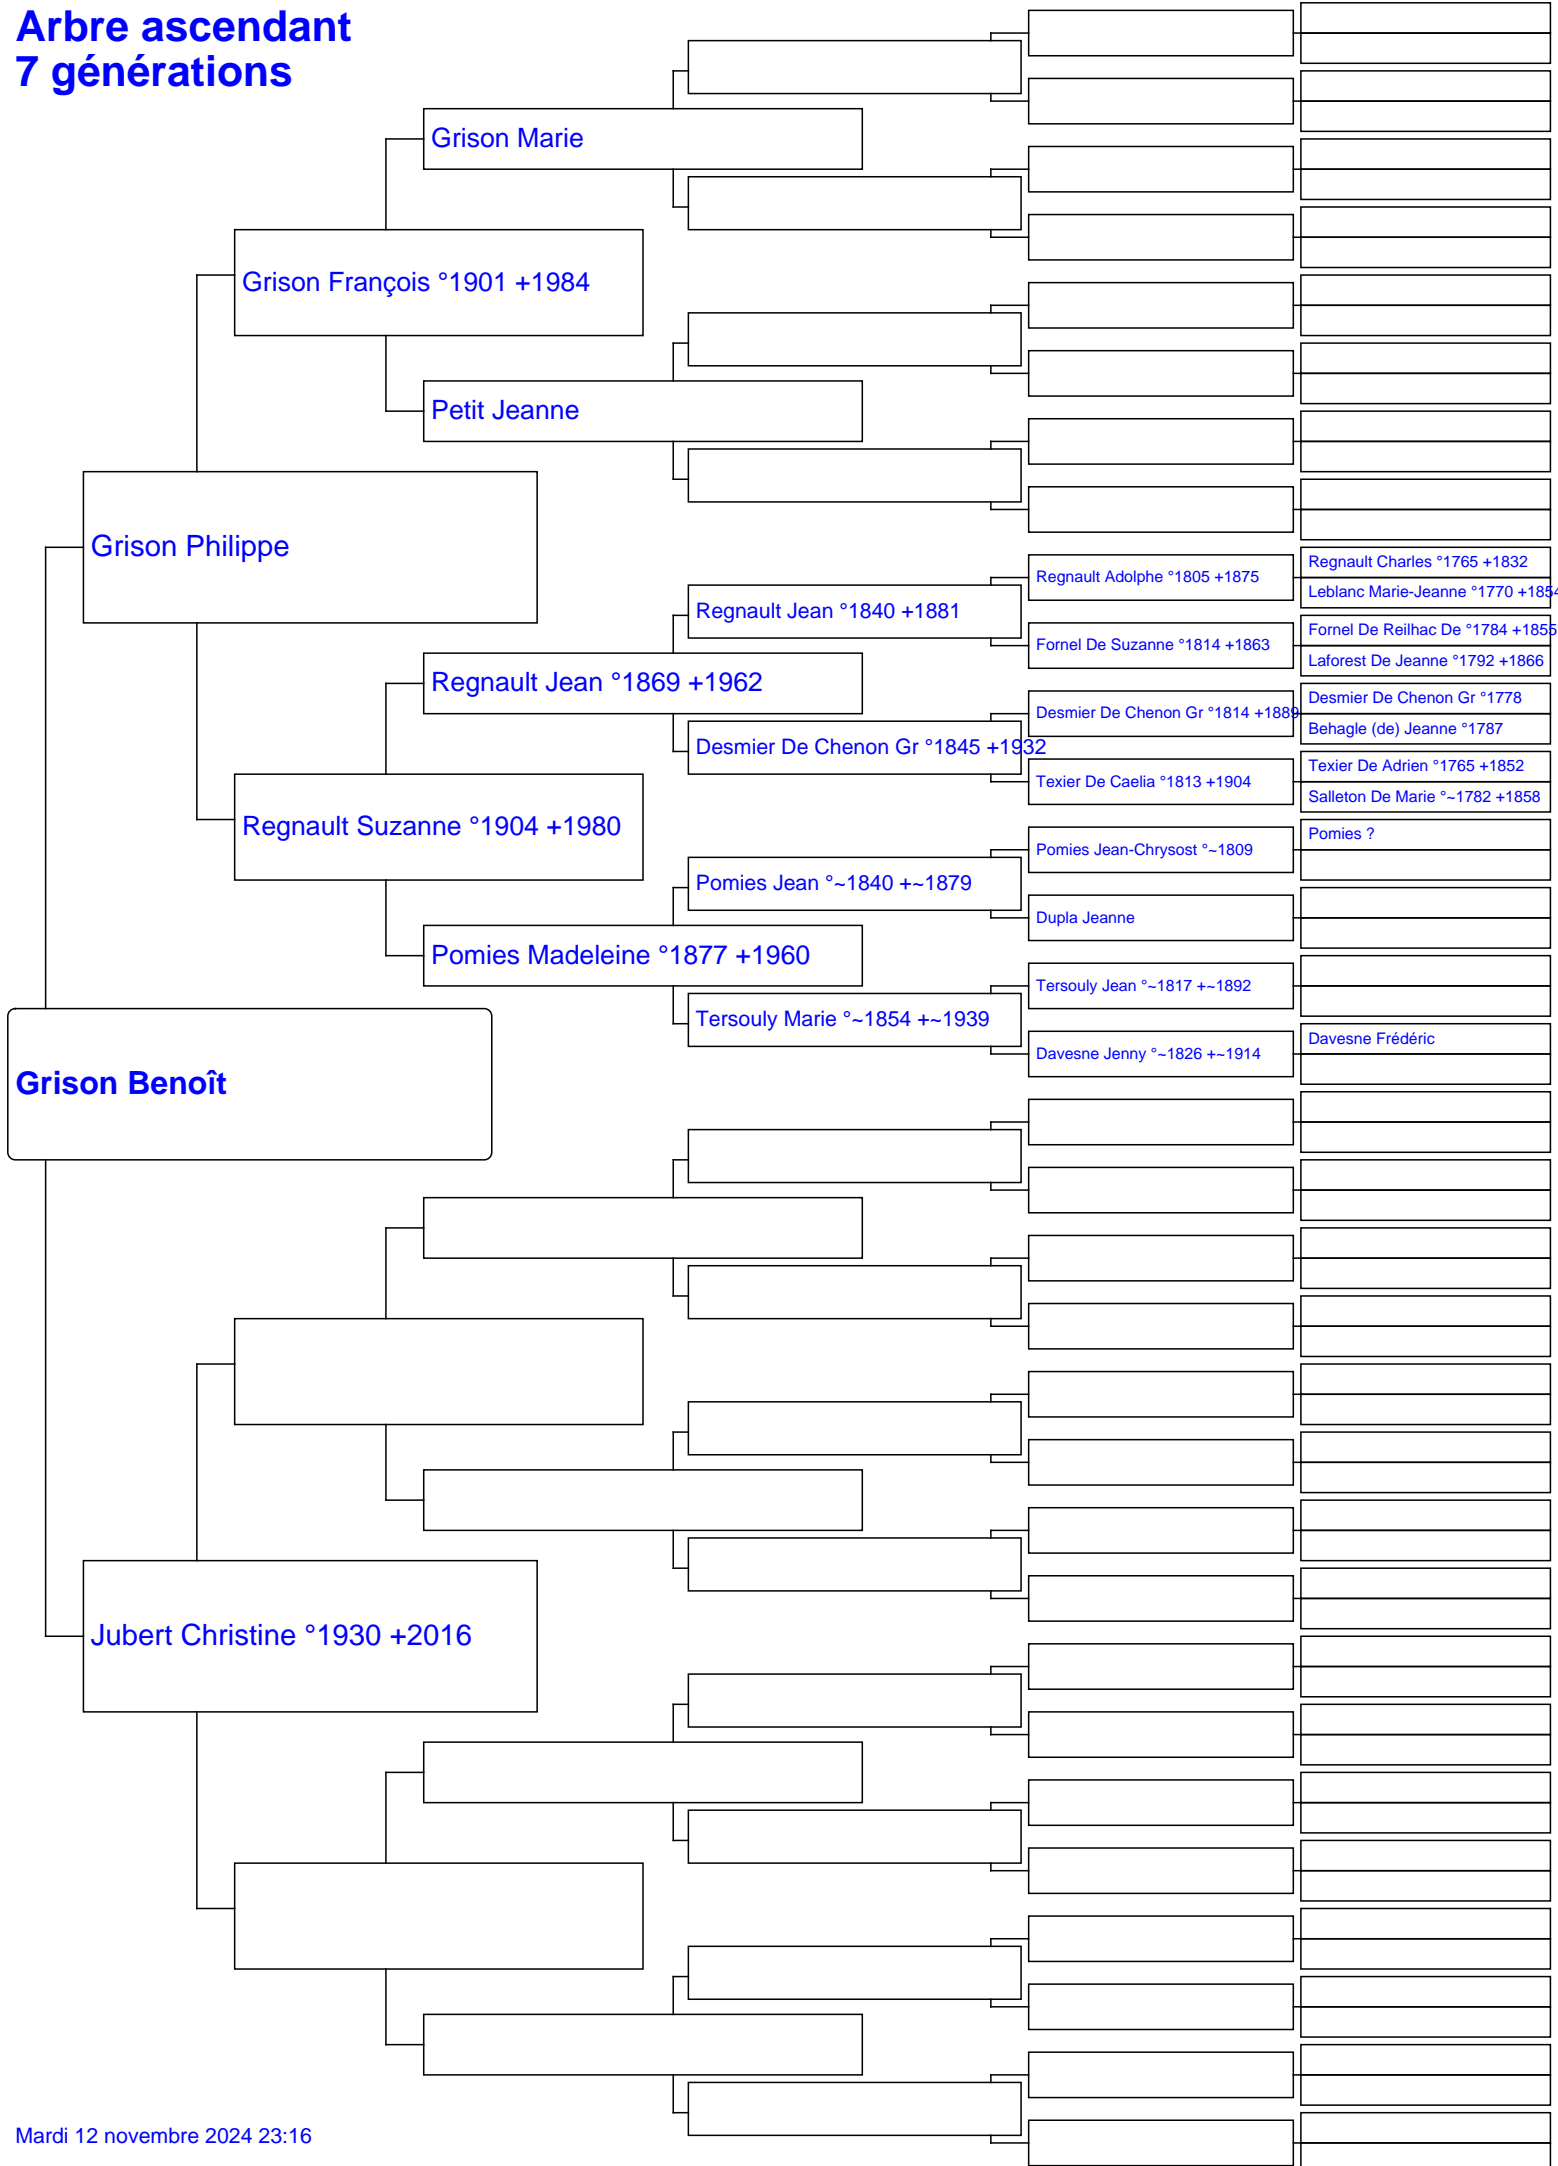 Arbre ascendant
7 générations
Grison Marie
Grison François °1901 +1984
Petit Jeanne
Grison Philippe
Regnault Charles °1765 +1832
Regnault Adolphe °1805 +1875
Leblanc Marie-Jeanne °1770 +1854
Regnault Jean °1840 +1881
Fornel De Reilhac De °1784 +1855
Fornel De Suzanne °1814 +1863
Laforest De Jeanne °1792 +1866
Regnault Jean °1869 +1962
Desmier De Chenon Gr °1778
Desmier De Chenon Gr °1814 +1889
Behagle (de) Jeanne °1787
Desmier De Chenon Gr °1845 +1932
Texier De Adrien °1765 +1852
Texier De Caelia °1813 +1904
Salleton De Marie °~1782 +1858
Regnault Suzanne °1904 +1980
Pomies ?
Pomies Jean-Chrysost °~1809
Pomies Jean °~1840 +~1879
Dupla Jeanne
Pomies Madeleine °1877 +1960
Tersouly Jean °~1817 +~1892
Tersouly Marie °~1854 +~1939
Davesne Frédéric
Davesne Jenny °~1826 +~1914
Grison Benoît
Jubert Christine °1930 +2016
Mardi 12 novembre 2024 23:16